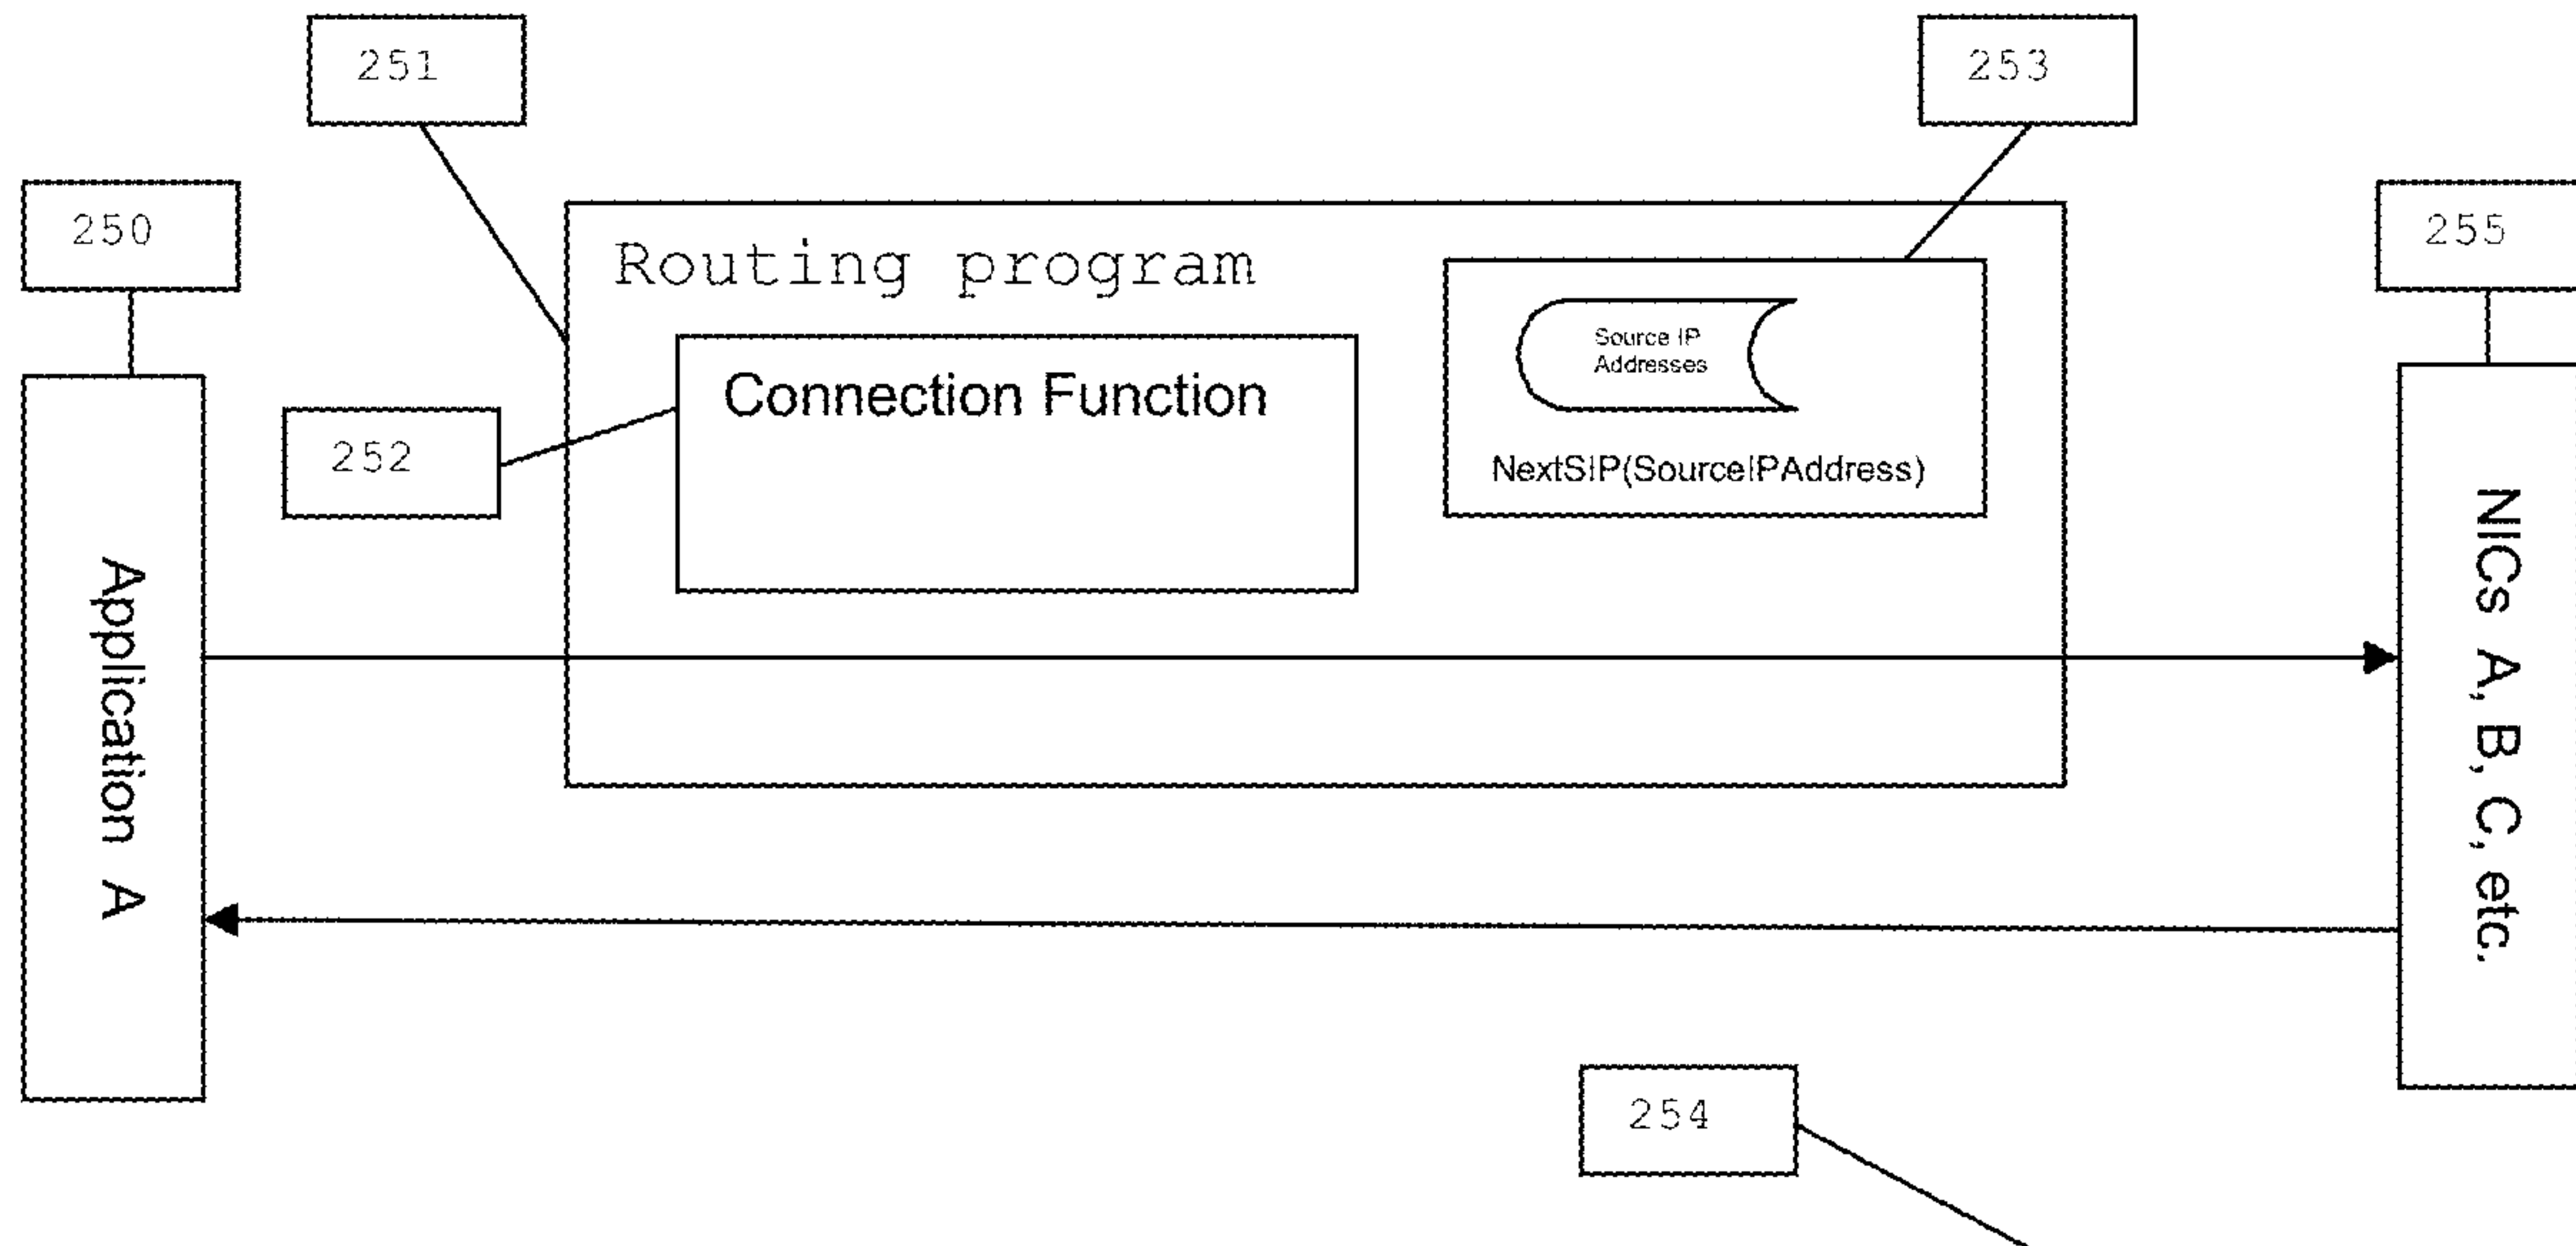 251
253
250
255
Routing program
Source IP
Addresses
Connection Function
252
NextSIP(SourceIPAddress)
Application A
NICs A, B, C, etc.
254